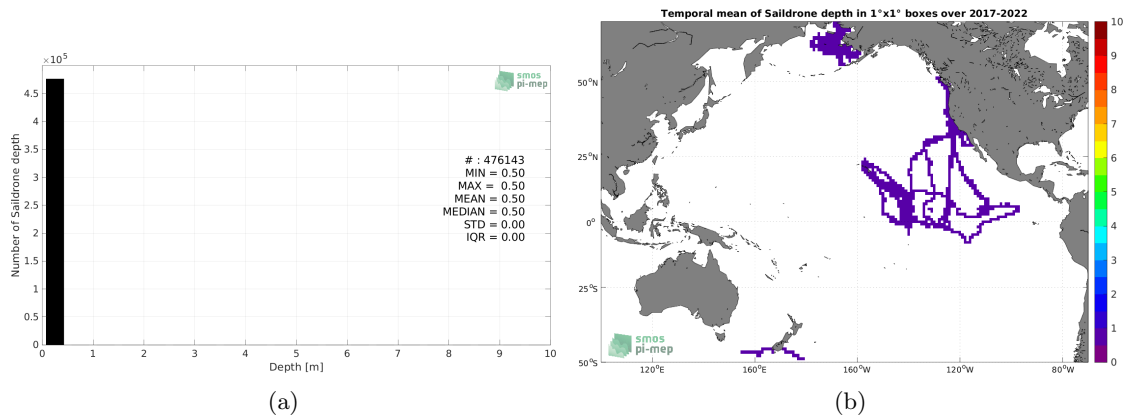 ×10⁵
4.5
4
3.5
3
2.5
2
1.5
1
0.5
0
Number of Saildrone depth
smos
pi-mep
# : 476143
MIN = 0.50
MAX = 0.50
MEAN = 0.50
MEDIAN = 0.50
STD = 0.00
IQR = 0.00
0 1 2 3 4 5 6 7 8 9 10
Depth [m]
(a)
Temporal mean of Saildrone depth in 1°x1° boxes over 2017-2022
50°N
25°N
0°
25°S
50°S
smos
pi-mep
120°E 160°E 160°W 120°W 80°W
10
9
8
7
6
5
4
3
2
1
0
(b)